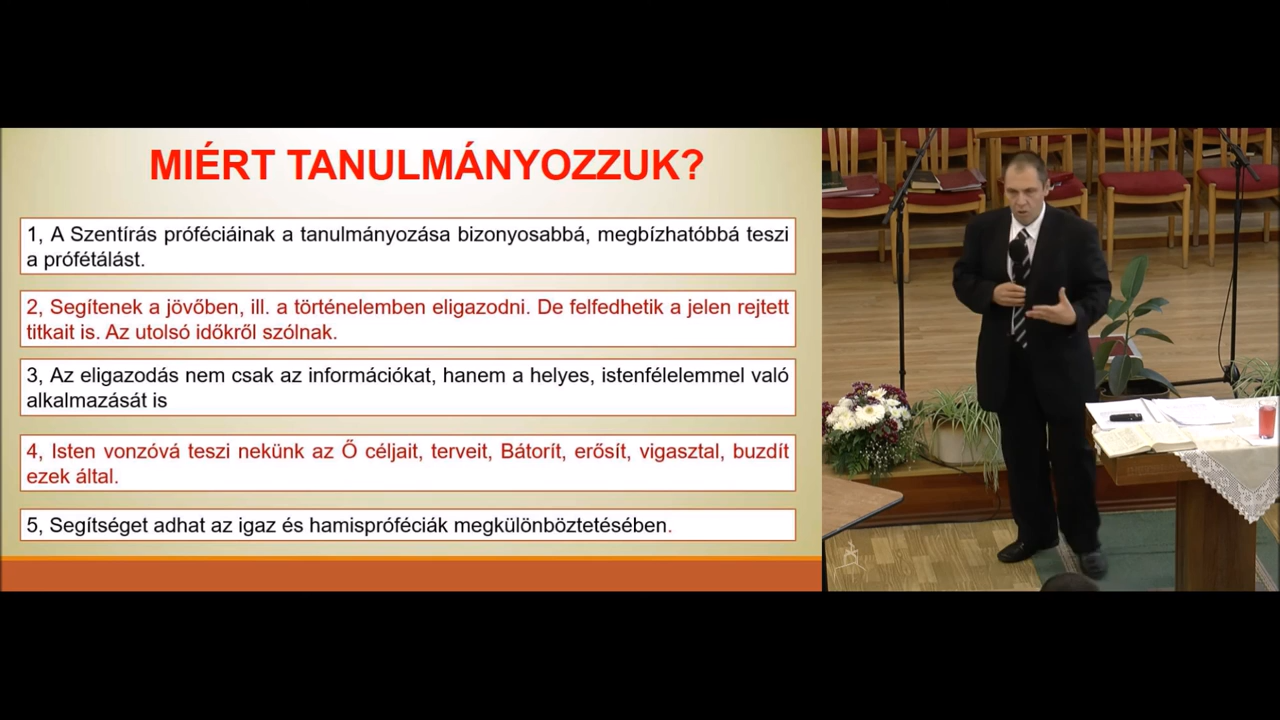 MIÉRT TANULMÁNYOZZUK?
1, A Szentírás próféciáinak a tanulmányozása bizonyosabbá, megbízhatóbbá teszi
a prófétálást.
2, Segítenek a jövőben, ill. a történelemben eligazodni. De felfedhetik a jelen rejtett
titkait is. Az utolsó időkről szólnak.
3, Az eligazodás nem csak az információkat, hanem a helyes, istenfélelemmel való
alkalmazását is
4, Isten vonzóvá teszi nekünk az Ő céljait, terveit, Bátorít, erősít, vigasztal, buzdít
ezek által.
5, Segítséget adhat az igaz és hamispróféciák megkülönböztetésében.